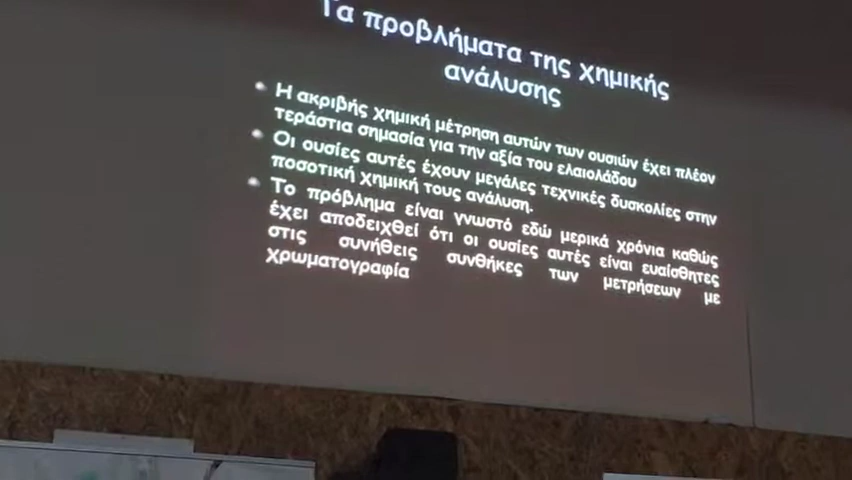 Τα προβλήματα της χημικής
ανάλυσης
• Η ακριβής χημική μέτρηση αυτών των ουσιών έχει πλέον
τεράστια σημασία για την αξία του ελαιολάδου
• Οι ουσίες αυτές έχουν μεγάλες τεχνικές δυσκολίες στην
ποσοτική χημική τους ανάλυση.
• Το πρόβλημα είναι γνωστό εδώ μερικά χρόνια καθώς
έχει αποδειχθεί ότι οι ουσίες αυτές είναι ευαίσθητες
στις συνήθεις συνθήκες των μετρήσεων με
χρωματογραφία